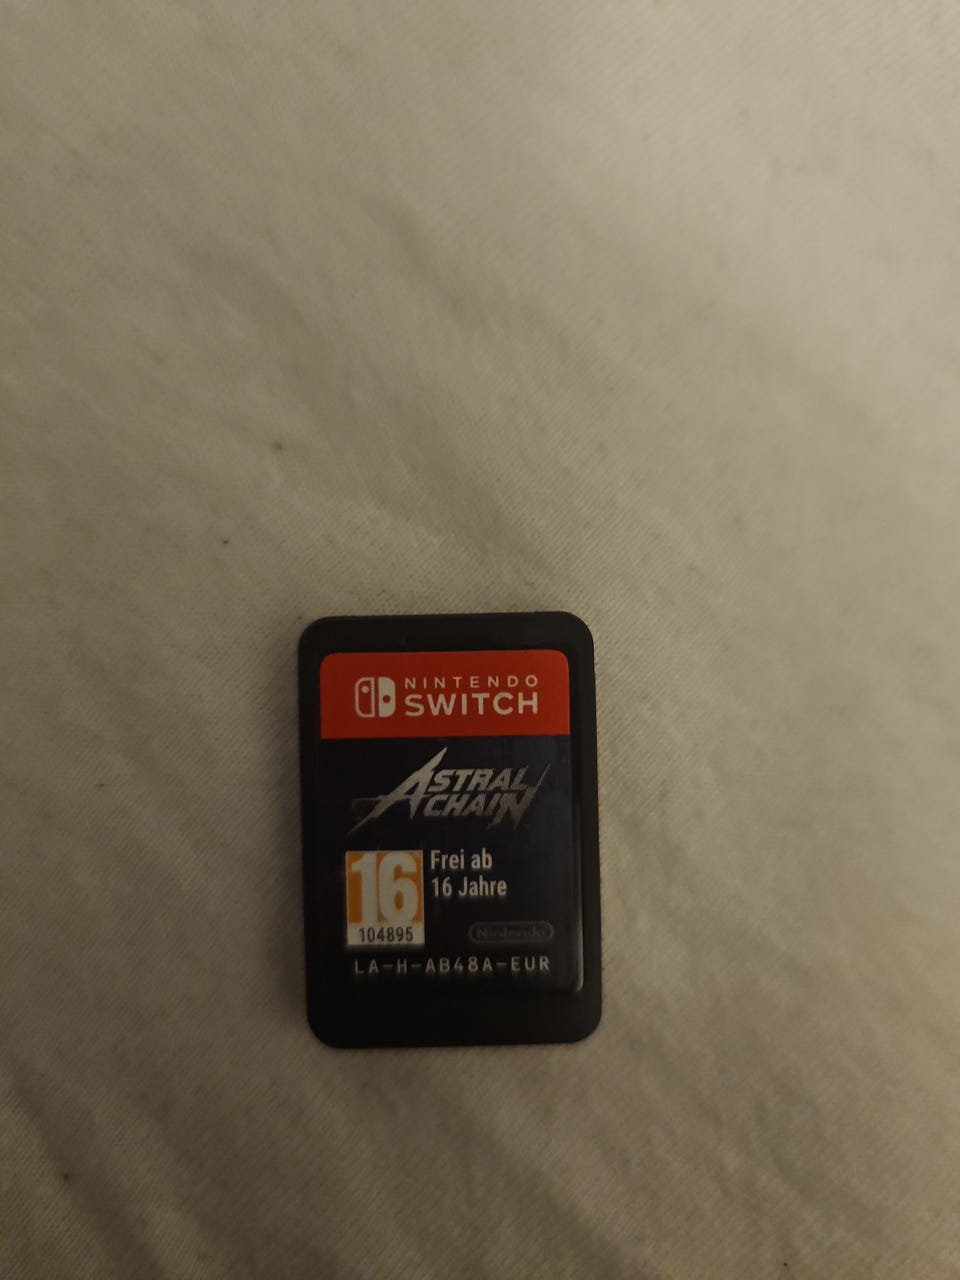 NINTENDO
SWITCH
ASTRAL
CHAIN
16
Frei ab
16 Jahre
104895
Nintendo
LA-H-AB48A-EUR